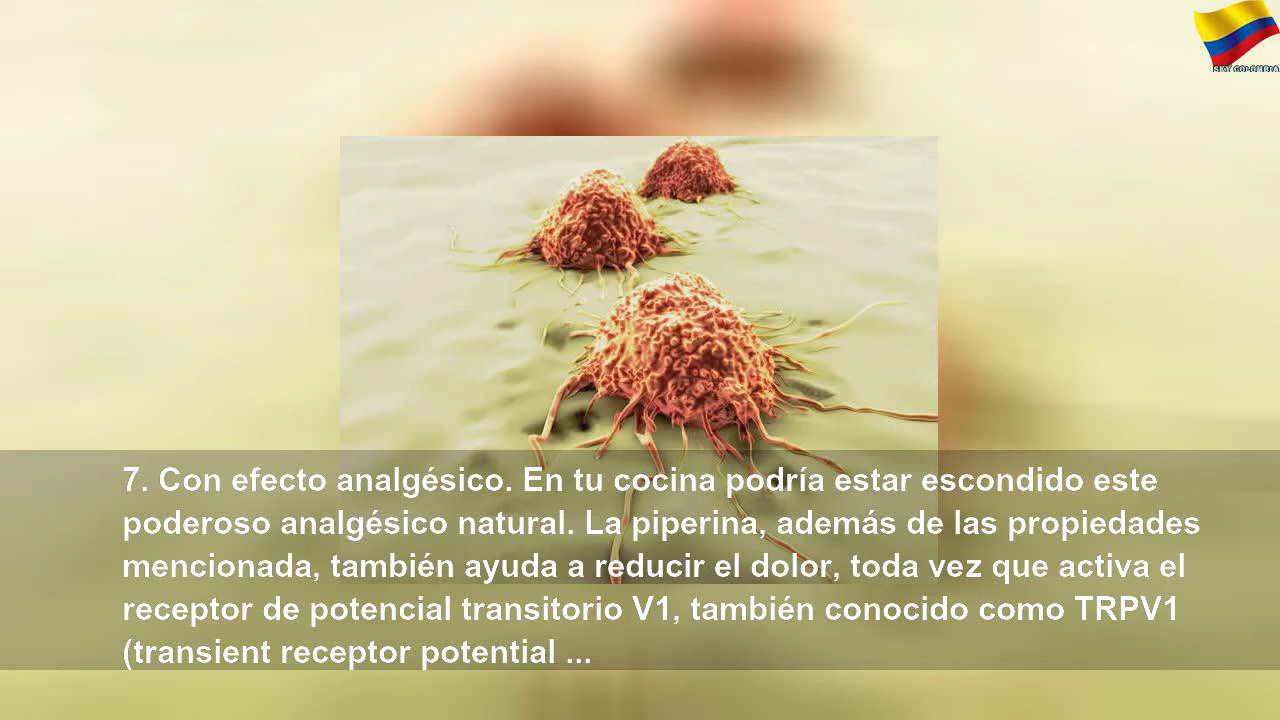 SKY COLOMBIA
7. Con efecto analgésico. En tu cocina podría estar escondido este
poderoso analgésico natural. La piperina, además de las propiedades
mencionada, también ayuda a reducir el dolor, toda vez que activa el
receptor de potencial transitorio V1, también conocido como TRPV1
(transient receptor potential ...